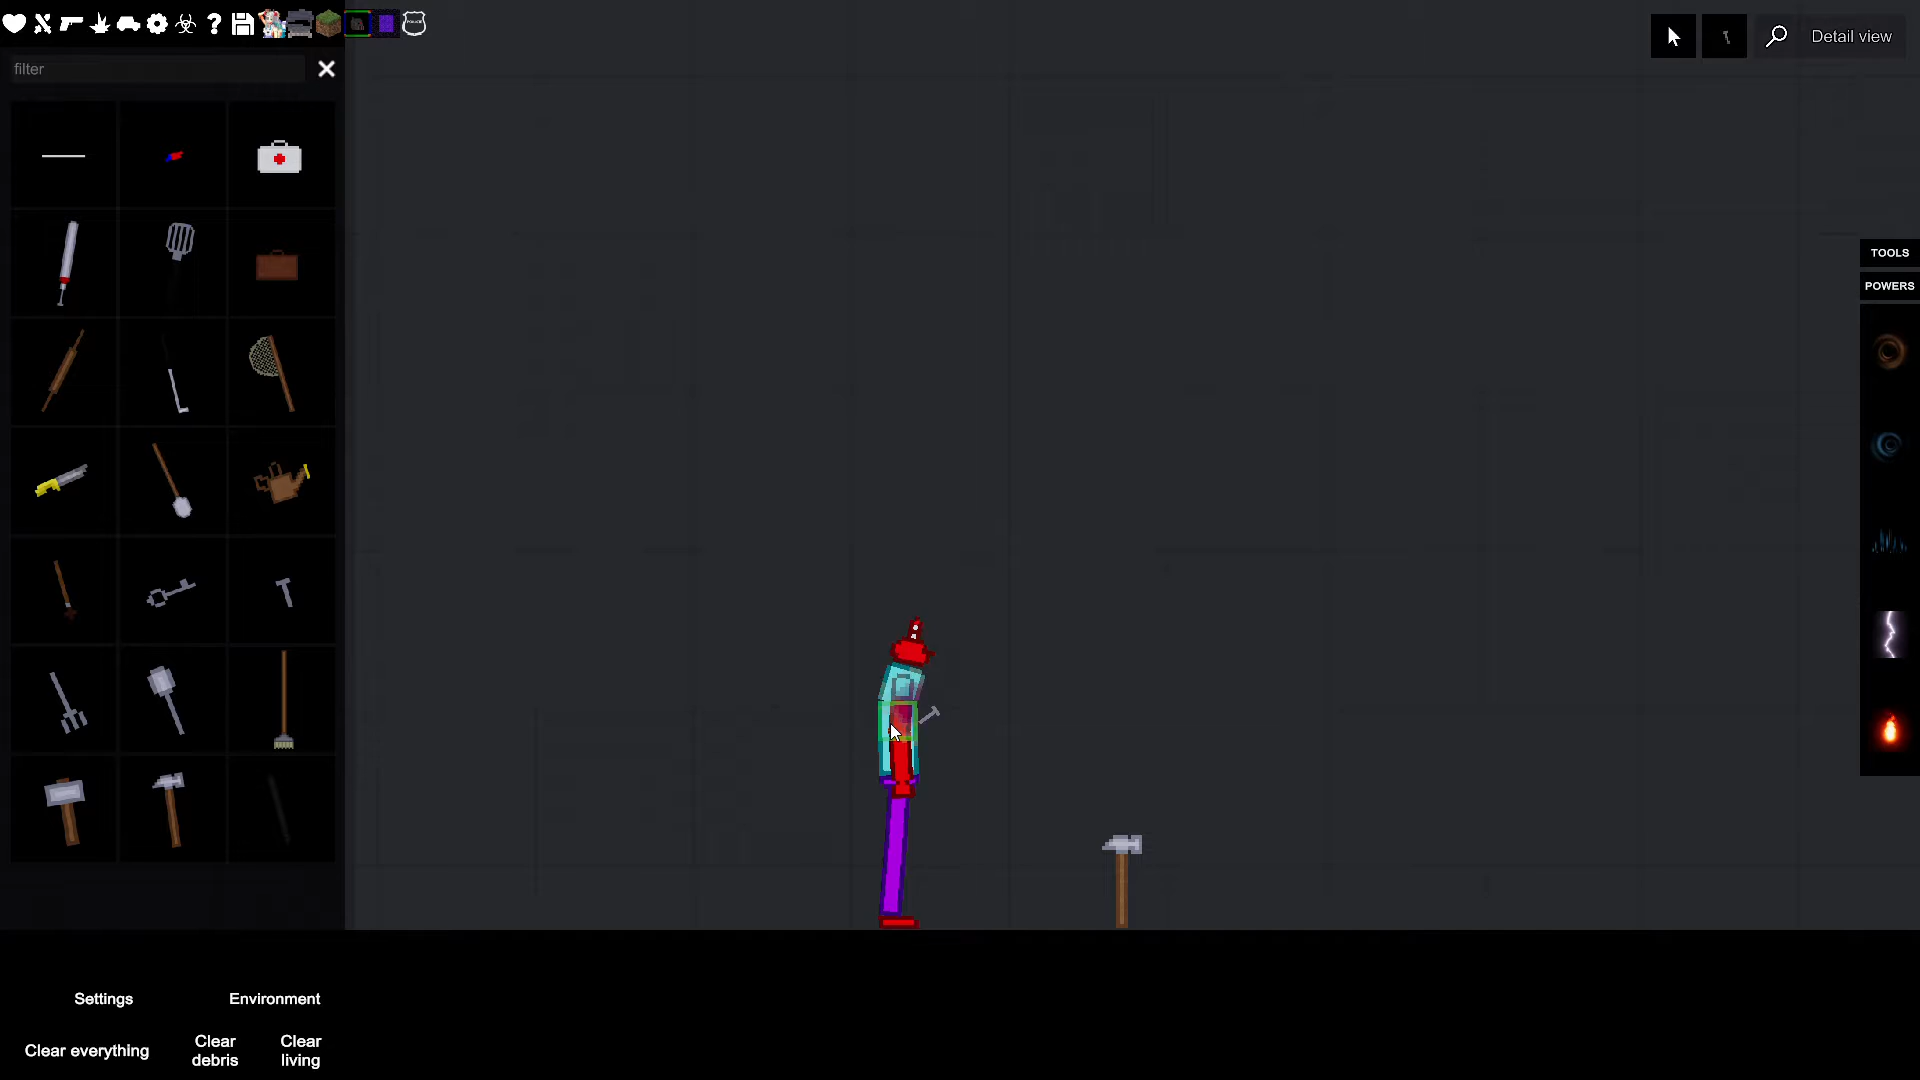 Detail view
filter
TOOLS
POWERS
Settings
Environment
Clear everything
Clear
debris
Clear
living